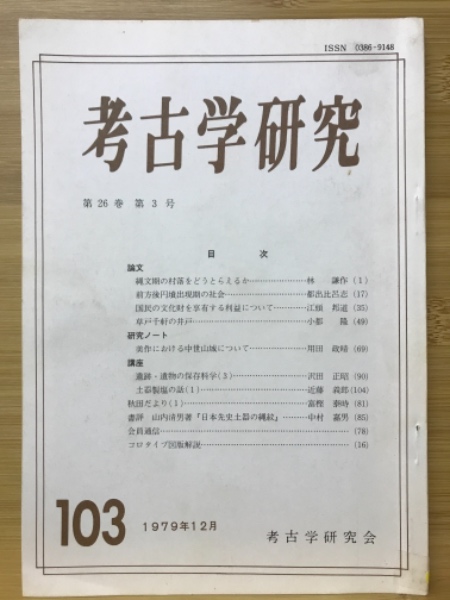 ISSN 0386-9148
考古学研究
第26巻 第3号
目 次
論文
縄文期の村落をどうとらえるか…………………林 謙作 (1)
前方後円墳出現期の社会…………………都出比呂志 (17)
国民の文化財を享有する利益について…………江頭 邦道 (35)
草戸千軒の井戸…………………小都 隆 (49)
研究ノート
美作における中世山城について…………………用田 政晴 (69)
講座
遺跡・遺物の保存科学(3)…………………沢田 正昭 (90)
土器製塩の話(1)…………………近藤 義郎 (104)
秋田だより(1)…………………富樫 泰時 (81)
書評 山内清男著『日本先史土器の縄紋』…………中村 嘉男 (85)
会員通信…………………(78)
コロタイプ図版解説…………………(16)
103
1979年12月
考古学研究会